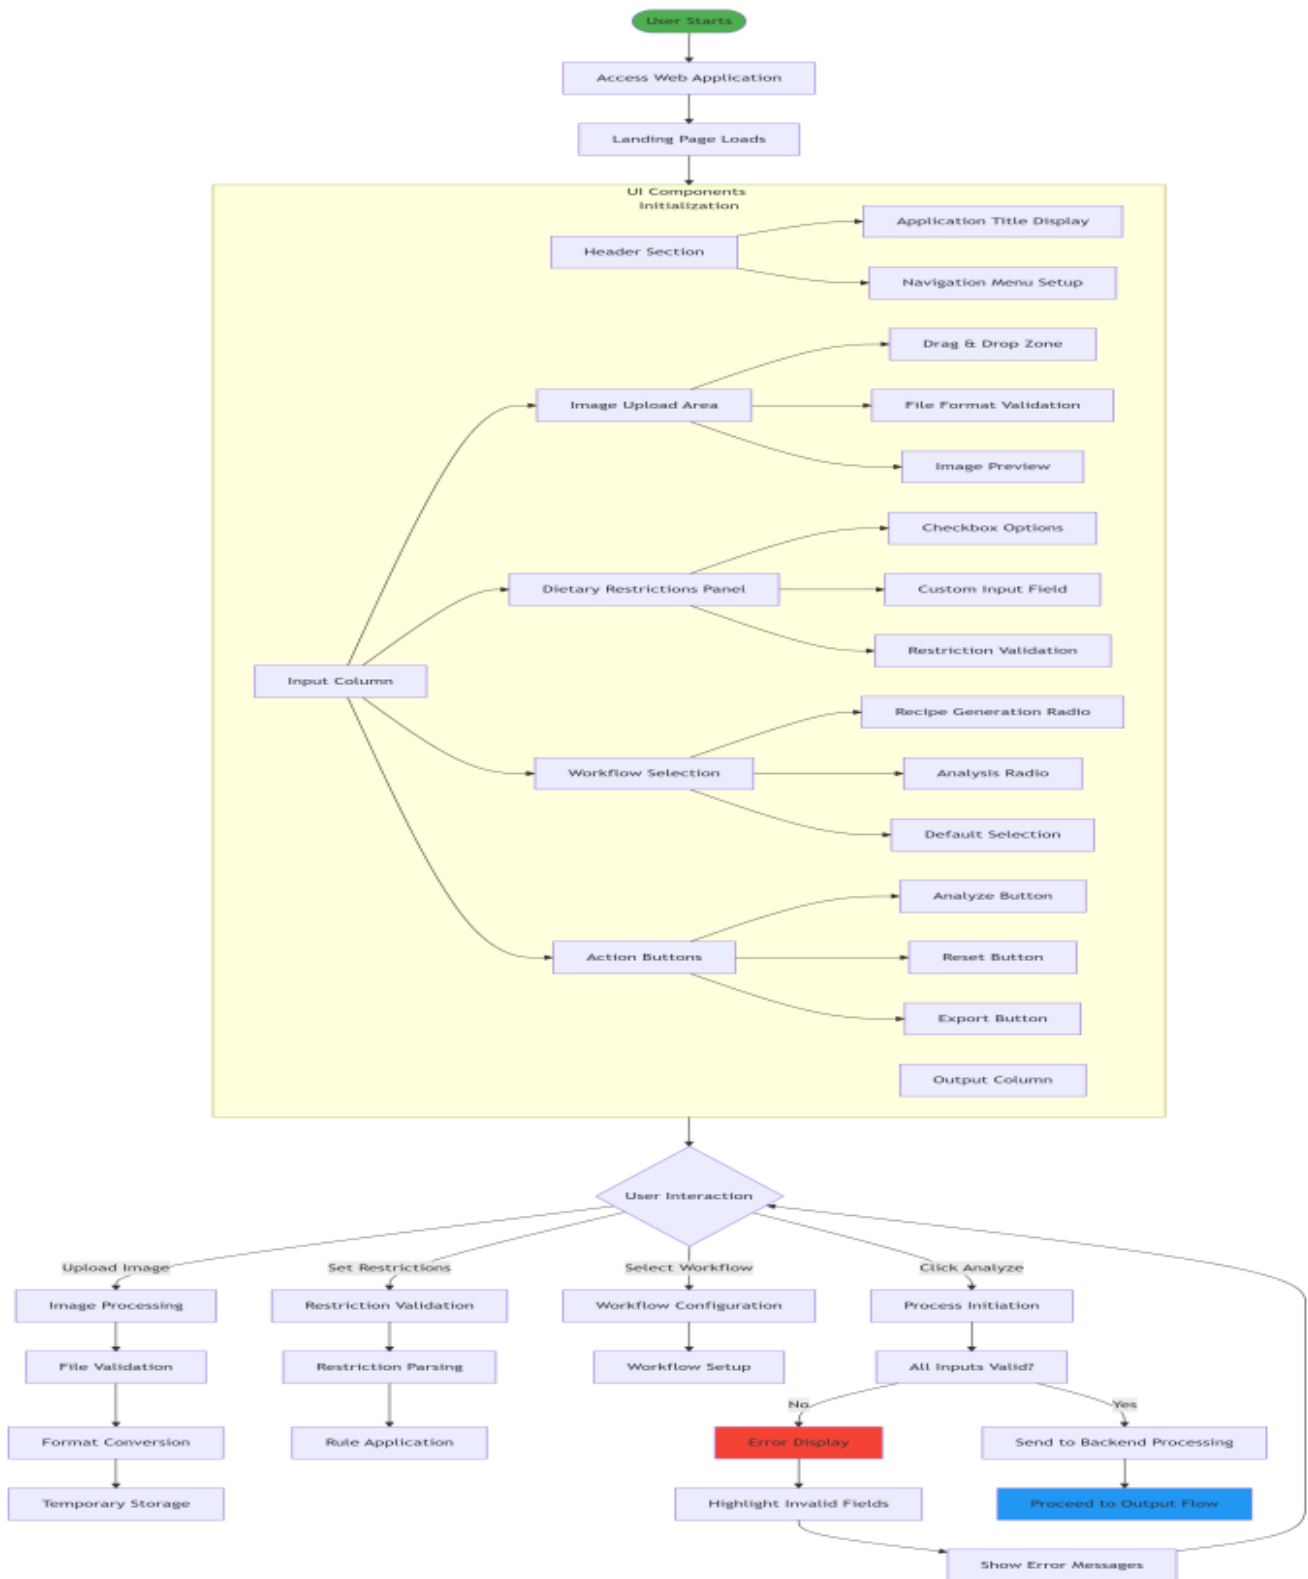 User Starts
Access Web Application
Landing Page Loads
UI Components
Initialization
Header Section
Application Title Display
Navigation Menu Setup
Drag & Drop Zone
Image Upload Area
File Format Validation
Image Preview
Checkbox Options
Dietary Restrictions Panel
Custom Input Field
Restriction Validation
Input Column
Recipe Generation Radio
Workflow Selection
Analysis Radio
Default Selection
Analyze Button
Action Buttons
Reset Button
Export Button
Output Column
User Interaction
Upload Image
Set Restrictions
Select Workflow
Click Analyze
Image Processing
Restriction Validation
Workflow Configuration
Process Initiation
File Validation
Restriction Parsing
Workflow Setup
All Inputs Valid?
No
Yes
Format Conversion
Rule Application
Error Display
Send to Backend Processing
Temporary Storage
Highlight Invalid Fields
Proceed to Output Flow
Show Error Messages